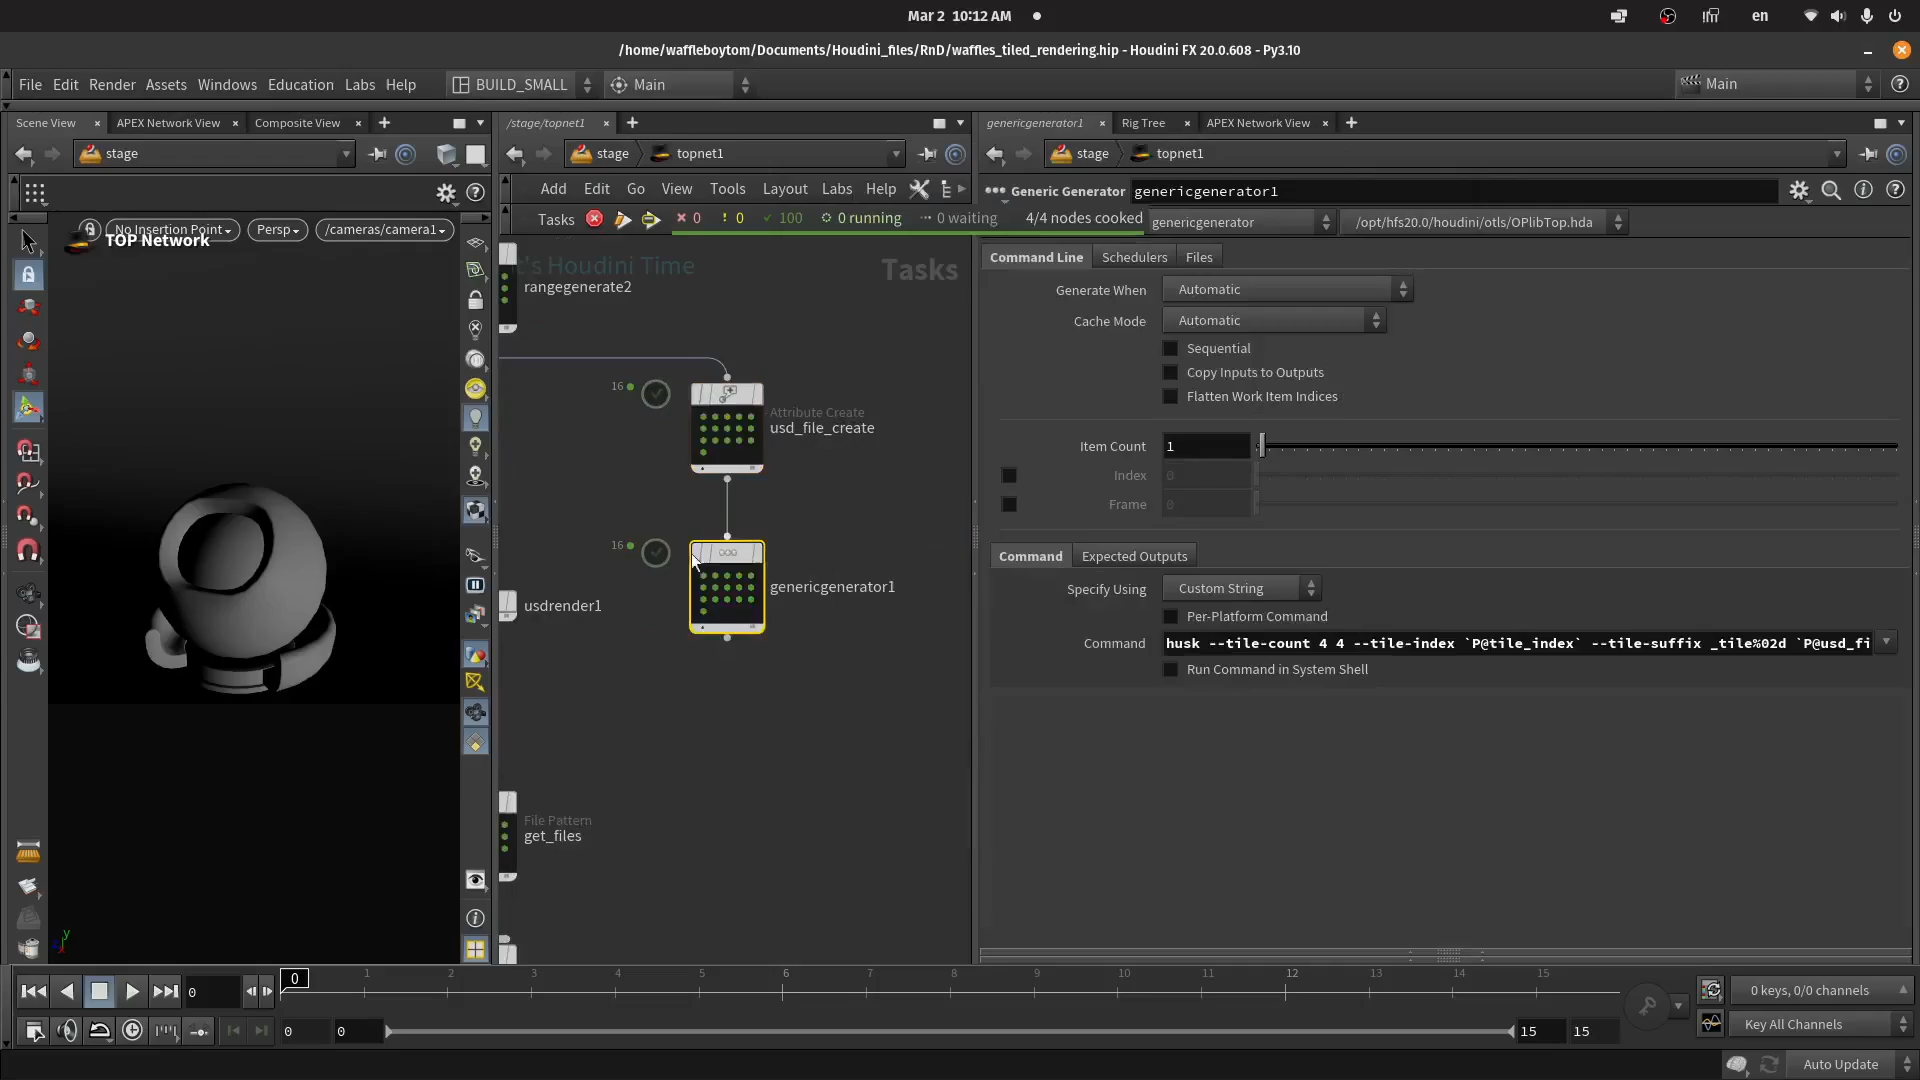 Mar 2 10:12 AM
en
/home/waffleboytom/Documents/Houdini_files/RnD/waffles_tiled_rendering.hip - Houdini FX 20.0.608 - Py3.10
File Edit Render Assets Windows Education Labs Help
BUILD_SMALL
Main
Main
Scene View
APEX Network View
Composite View
/stage/topnet1
genericgenerator1
Rig Tree
APEX Network View
stage
stage
topnet1
stage
topnet1
Add Edit Go View Tools Layout Labs Help
Generic Generator
genericgenerator1
Tasks
0
0
100
0 running
0 waiting
4/4 nodes cooked
genericgenerator
/opt/hfs20.0/houdini/otls/OPlibTop.hda
No Insertion Point
Persp
/cameras/camera1
TOP Network
Command Line
Schedulers
Files
't's Houdini Time
Tasks
rangegenerate2
Generate When
Automatic
Cache Mode
Automatic
Sequential
Copy Inputs to Outputs
Flatten Work Item Indices
16
Attribute Create
usd_file_create
Item Count
1
Index
0
Frame
0
16
genericgenerator1
usdrender1
Command
Expected Outputs
Specify Using
Custom String
Per-Platform Command
Command
husk --tile-count 4 4 --tile-index `P@tile_index` --tile-suffix _tile%02d `P@usd_fi
Run Command in System Shell
File Pattern
get_files
y
0
0
1
2
3
4
5
6
7
8
9
10
11
12
13
14
15
0 keys, 0/0 channels
0
0
15
15
Key All Channels
Auto Update